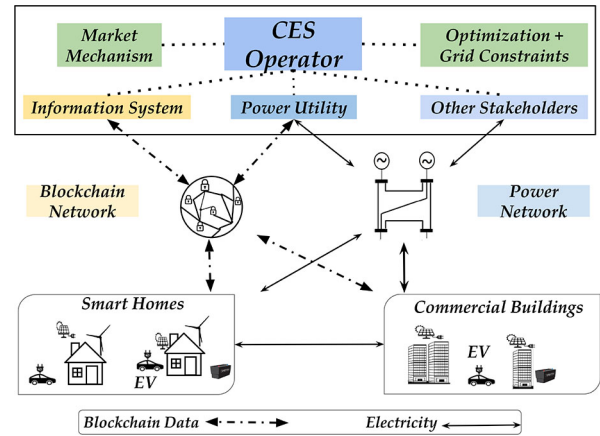 Market
Mechanism
CES
Operator
Optimization +
Grid Constraints
Information System
Power Utility
Other Stakeholders
Blockchain
Network
Power
Network
Smart Homes
EV
Commercial Buildings
EV
Blockchain Data
Electricity